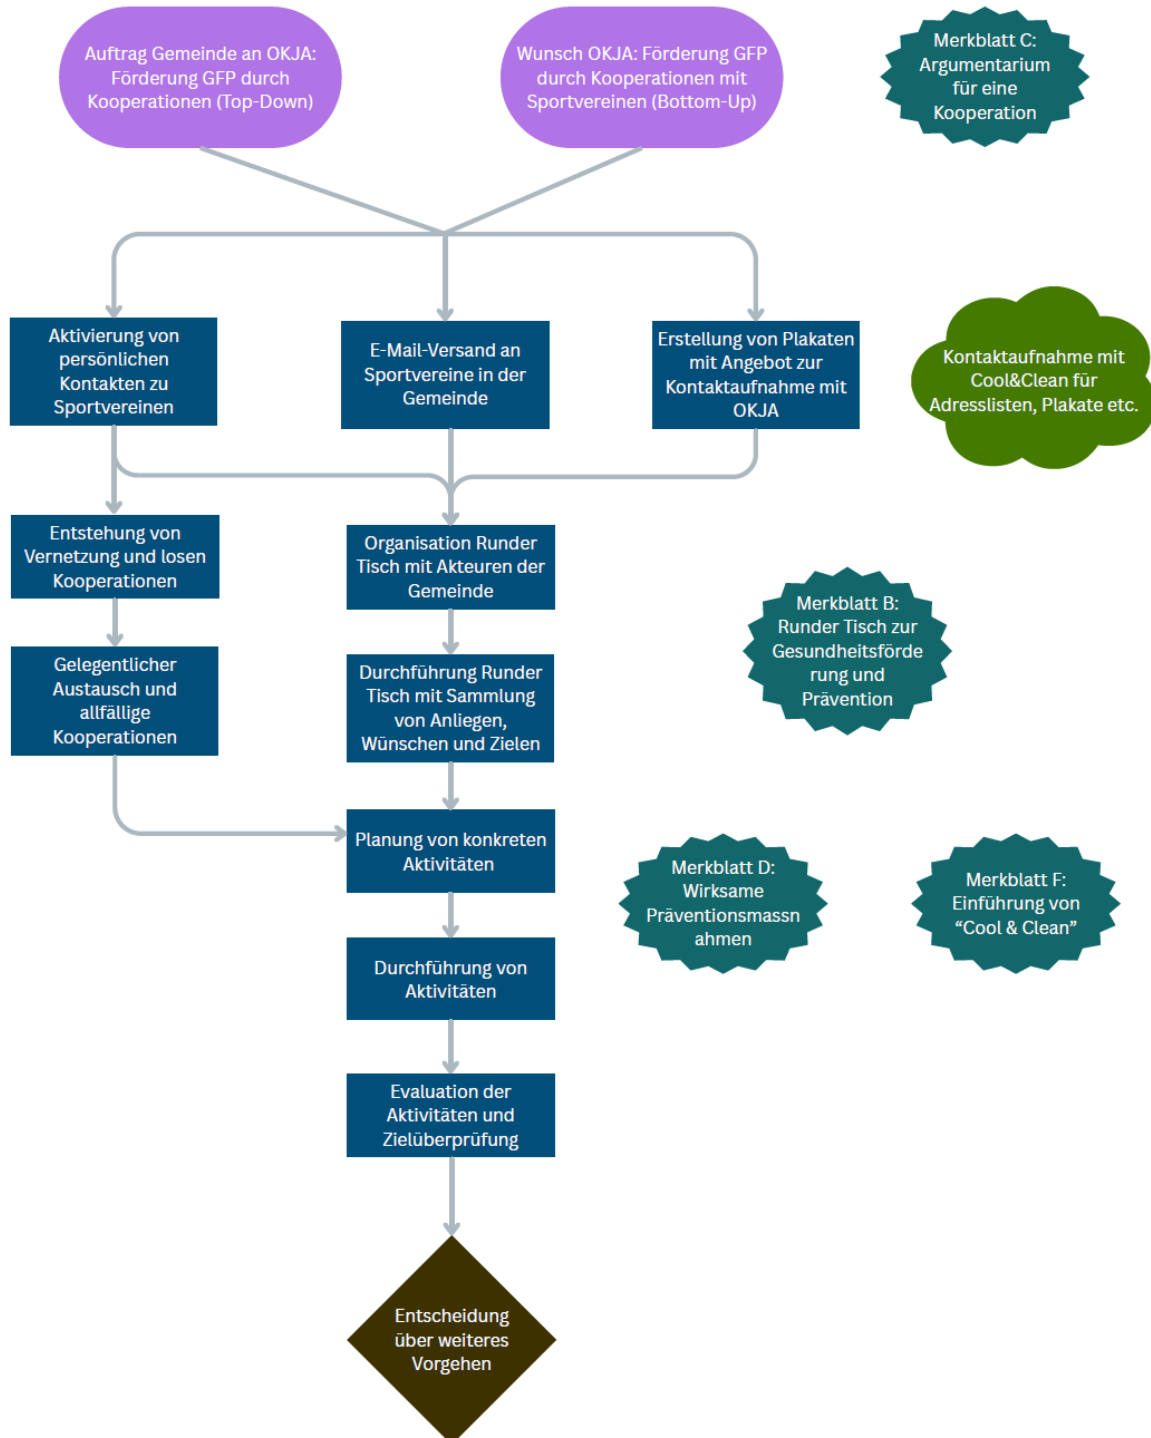 Auftrag Gemeinde an OKJA:
Förderung GFP durch
Kooperationen (Top-Down)
Wunsch OKJA: Förderung GFP
durch Kooperationen mit
Sportvereinen (Bottom-Up)
Merkblatt C:
Argumentarium
für eine
Kooperation
Aktivierung von
persönlichen
Kontakten zu
Sportvereinen
E-Mail-Versand an
Sportvereine in der
Gemeinde
Erstellung von Plakaten
mit Angebot zur
Kontaktaufnahme mit
OKJA
Kontaktaufnahme mit
Cool&Clean für
Adresslisten, Plakate etc.
Entstehung von
Vernetzung und losen
Kooperationen
Organisation Runder
Tisch mit Akteuren der
Gemeinde
Merkblatt B:
Runder Tisch zur
Gesundheitsförde
rung und
Prävention
Gelegentlicher
Austausch und
allfällige
Kooperationen
Durchführung Runder
Tisch mit Sammlung
von Anliegen,
Wünschen und Zielen
Planung von konkreten
Aktivitäten
Merkblatt D:
Wirksame
Präventionsmassn
ahmen
Merkblatt F:
Einführung von
“Cool & Clean”
Durchführung von
Aktivitäten
Evaluation der
Aktivitäten und
Zielüberprüfung
Entscheidung
über weiteres
Vorgehen